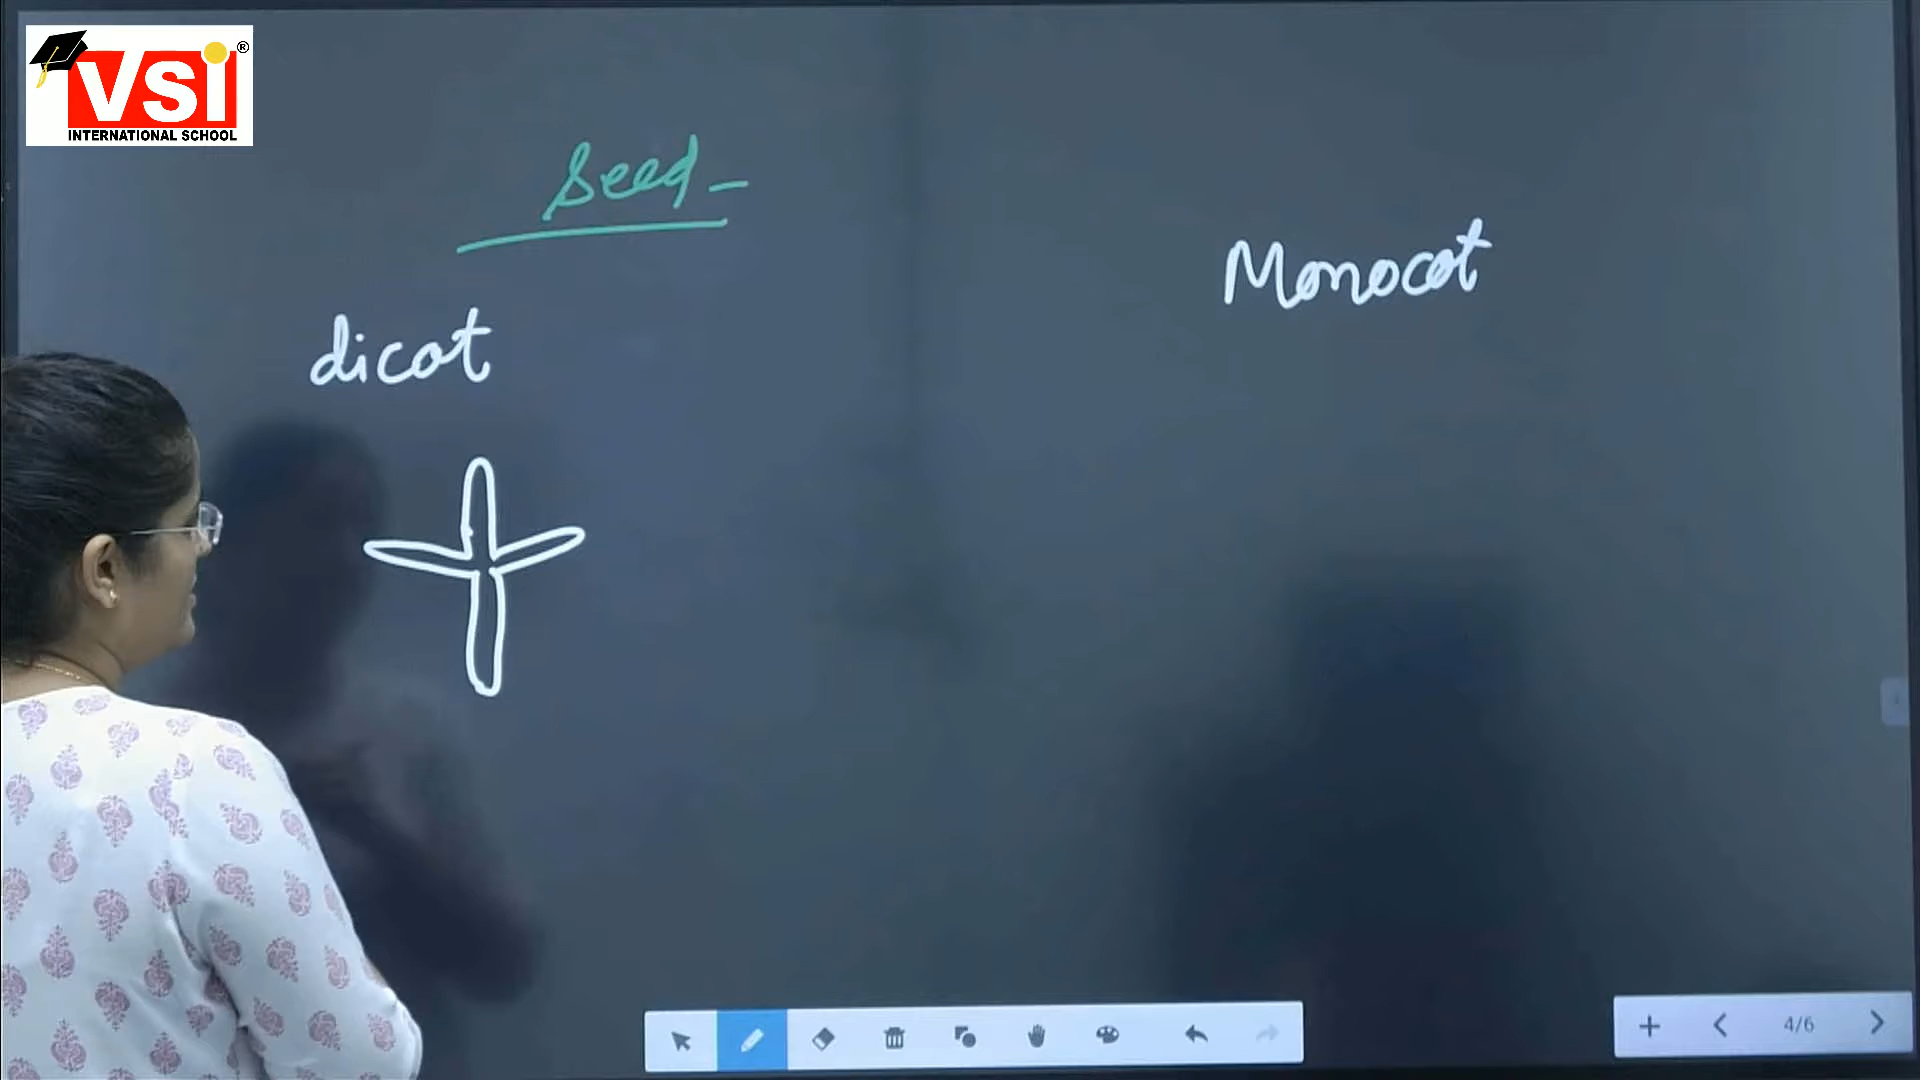 VSI ®
INTERNATIONAL SCHOOL
Seed -
Monocot
dicot
4/6